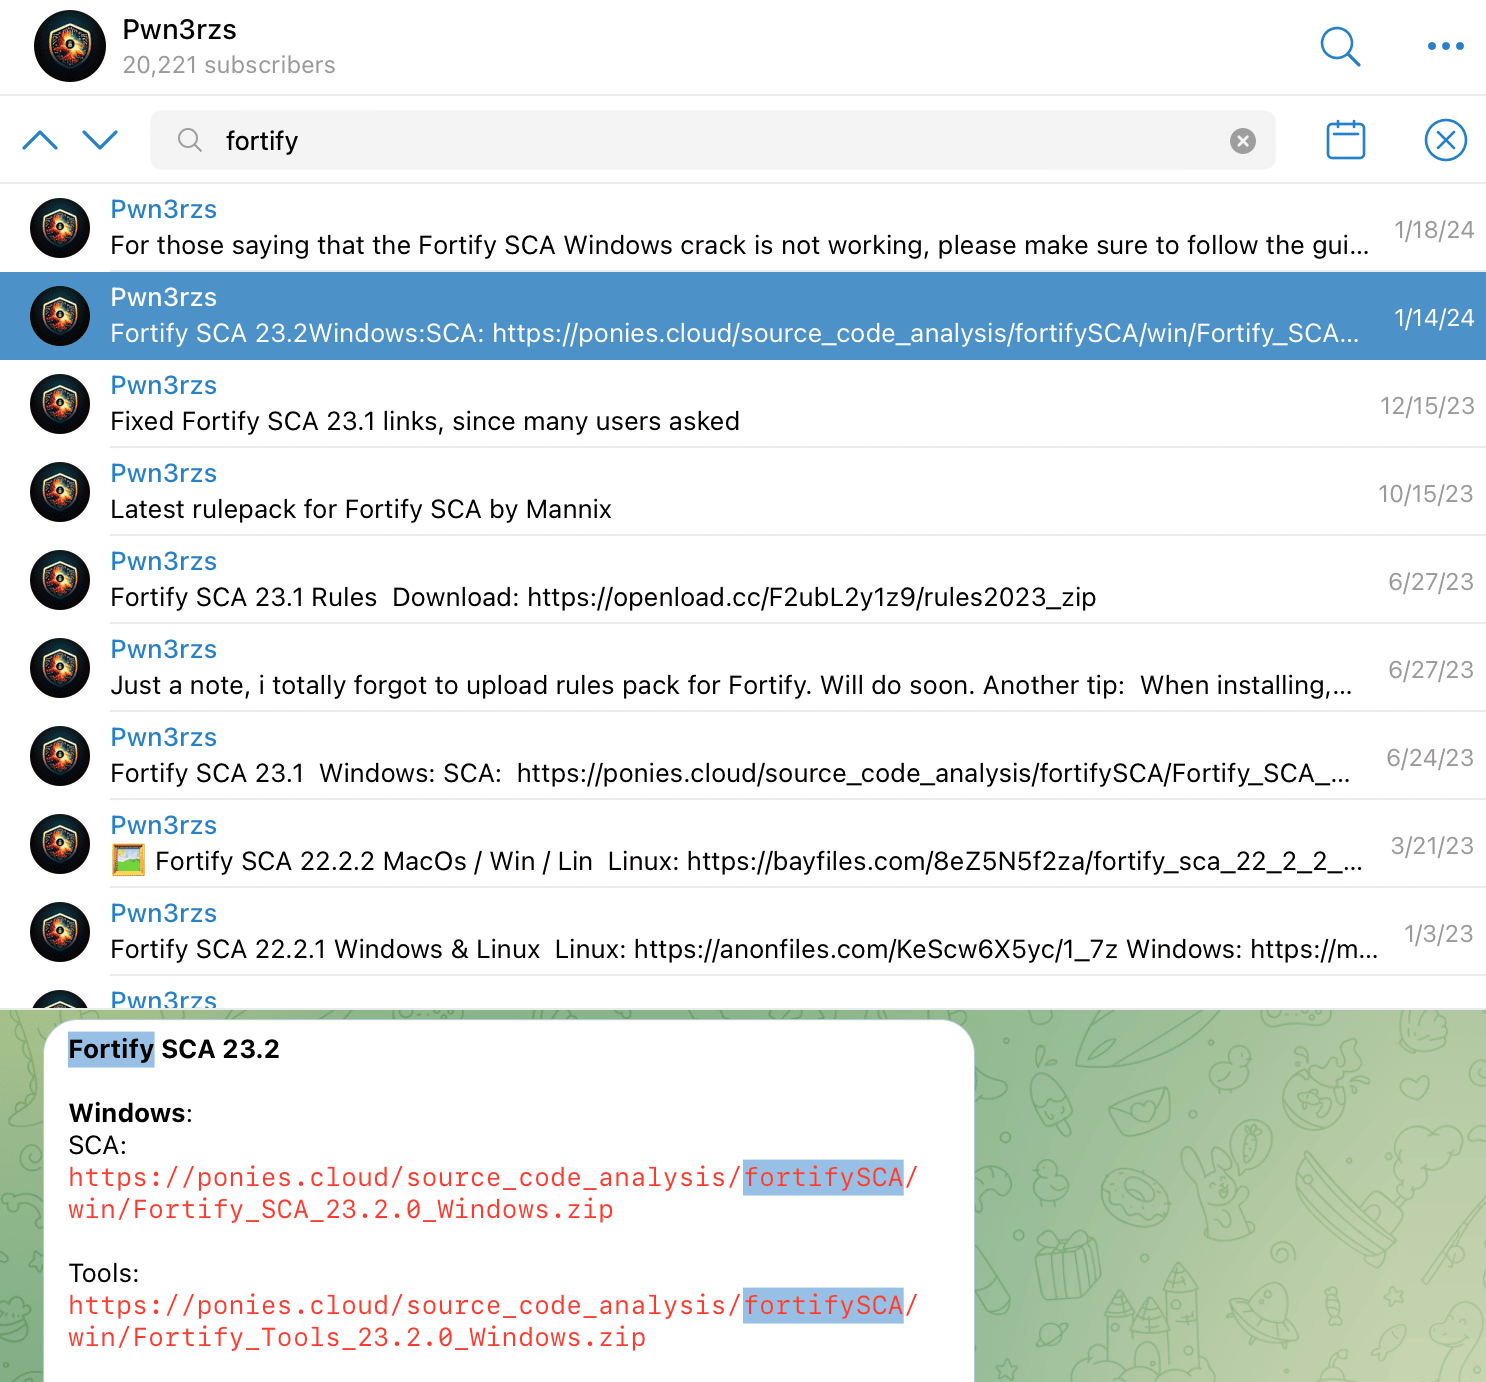 Pwn3rzs
20,221 subscribers
fortify
Pwn3rzs
For those saying that the Fortify SCA Windows crack is not working, please make sure to follow the gui...
1/18/24
Pwn3rzs
Fortify SCA 23.2Windows:SCA: https://ponies.cloud/source_code_analysis/fortifySCA/win/Fortify_SCA...
1/14/24
Pwn3rzs
Fixed Fortify SCA 23.1 links, since many users asked
12/15/23
Pwn3rzs
Latest rulepack for Fortify SCA by Mannix
10/15/23
Pwn3rzs
Fortify SCA 23.1 Rules  Download: https://openload.cc/F2ubL2y1z9/rules2023_zip
6/27/23
Pwn3rzs
Just a note, i totally forgot to upload rules pack for Fortify. Will do soon. Another tip:  When installing,...
6/27/23
Pwn3rzs
Fortify SCA 23.1  Windows: SCA:  https://ponies.cloud/source_code_analysis/fortifySCA/Fortify_SCA_...
6/24/23
Pwn3rzs
Fortify SCA 22.2.2 MacOs / Win / Lin  Linux: https://bayfiles.com/8eZ5N5f2za/fortify_sca_22_2_2_...
3/21/23
Pwn3rzs
Fortify SCA 22.2.1 Windows & Linux  Linux: https://anonfiles.com/KeScw6X5yc/1_7z Windows: https://m...
1/3/23
Pwn3rzs
Fortify SCA 23.2
Windows:
SCA:
https://ponies.cloud/source_code_analysis/fortifySCA/
win/Fortify_SCA_23.2.0_Windows.zip
Tools:
https://ponies.cloud/source_code_analysis/fortifySCA/
win/Fortify_Tools_23.2.0_Windows.zip